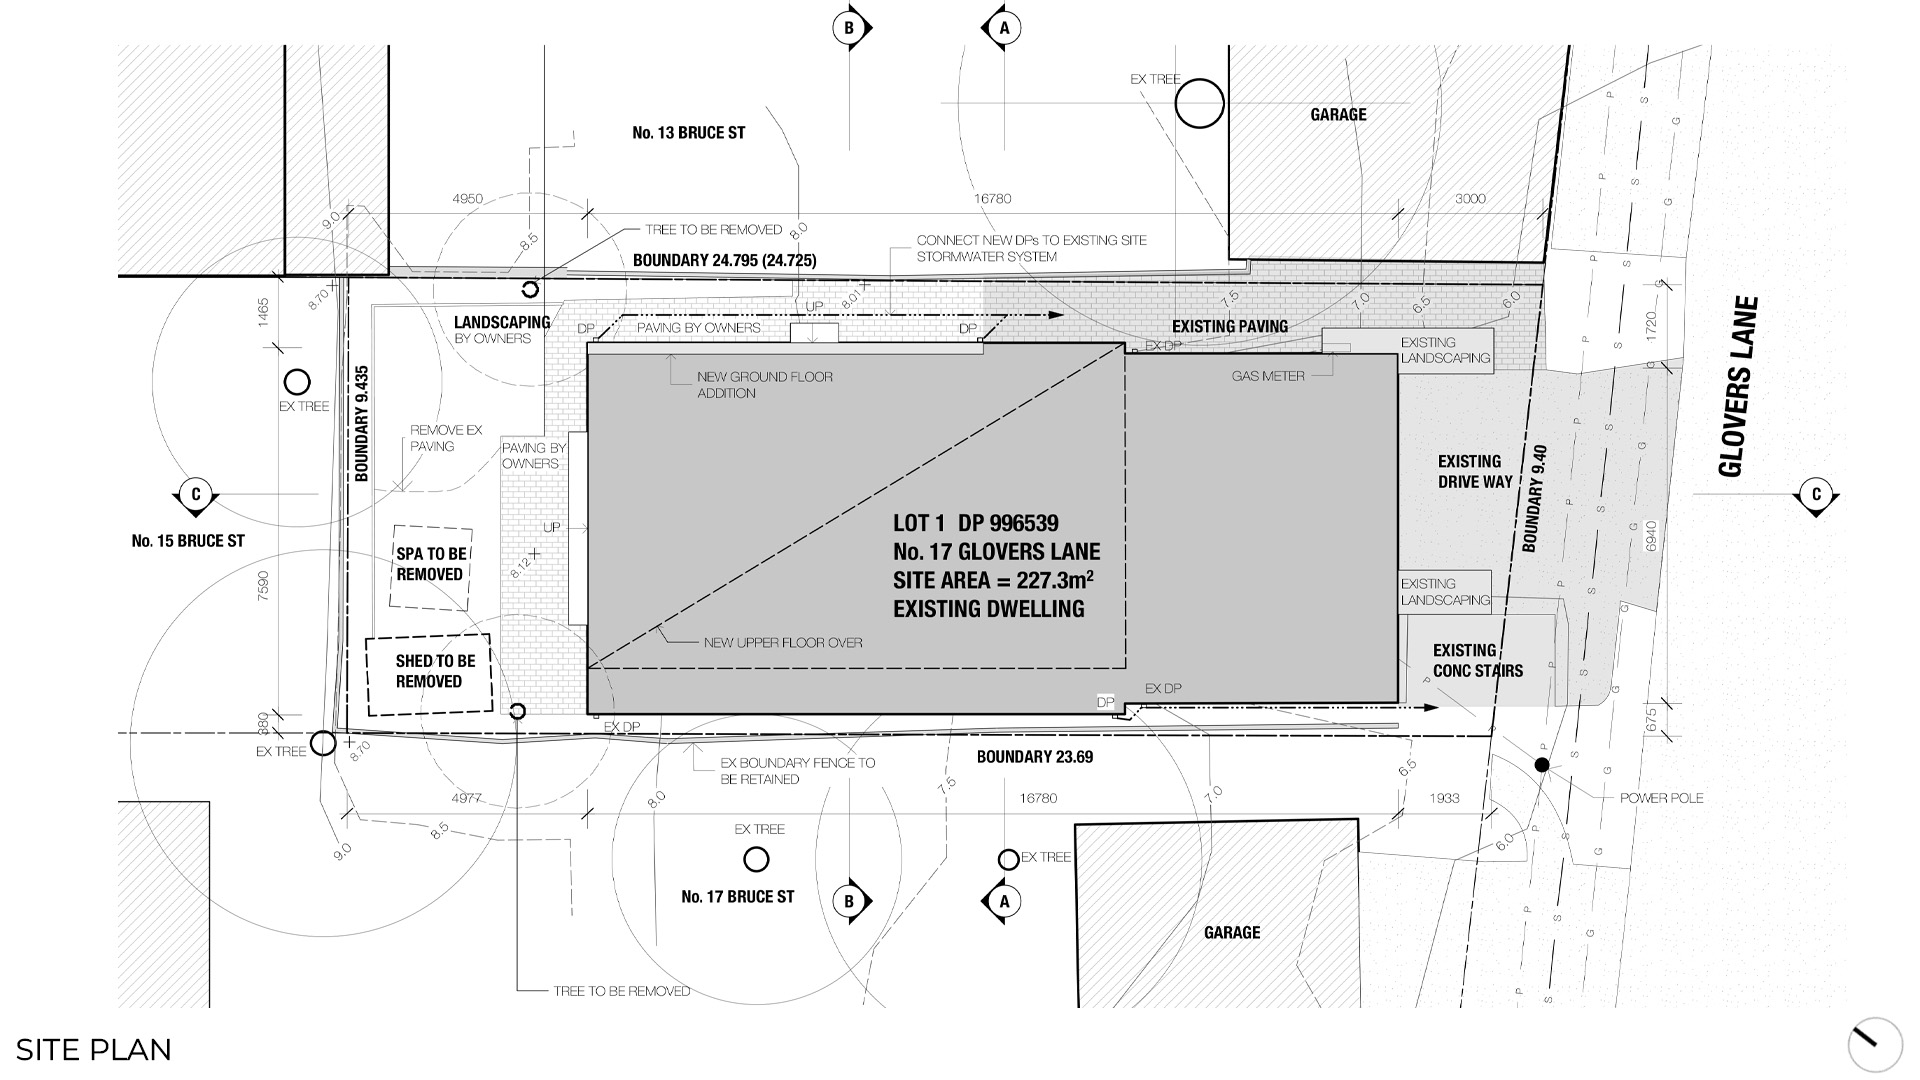 B
A
EX TREE
GARAGE
No. 13 BRUCE ST
P
S
G
4950
16780
3000
9.0
8.5
8.0
TREE TO BE REMOVED
CONNECT NEW DPs TO EXISTING SITE
STORMWATER SYSTEM
BOUNDARY 24.795 (24.725)
P
S
G
8.70
8.01
7.5
7.0
6.5
6.0
1465
LANDSCAPING
BY OWNERS
DP
PAVING BY OWNERS
UP
DP
EXISTING PAVING
EX DP
EXISTING
LANDSCAPING
1720
GLOVERS LANE
NEW GROUND FLOOR
ADDITION
GAS METER
EX TREE
BOUNDARY 9.435
REMOVE EX
PAVING
PAVING BY
OWNERS
EXISTING
DRIVE WAY
BOUNDARY 9.40
C
C
No. 15 BRUCE ST
UP
LOT 1 DP 996539
No. 17 GLOVERS LANE
SITE AREA = 227.3m²
EXISTING DWELLING
SPA TO BE
REMOVED
8.12
7590
6940
EXISTING
LANDSCAPING
NEW UPPER FLOOR OVER
SHED TO BE
REMOVED
EXISTING
CONC STAIRS
EX DP
DP
880
EX DP
675
EX TREE
8.70
BOUNDARY 23.69
EX BOUNDARY FENCE TO
BE RETAINED
4977
16780
1933
8.0
7.5
7.0
6.5
POWER POLE
8.5
9.0
6.0
EX TREE
EX TREE
No. 17 BRUCE ST
B
A
GARAGE
TREE TO BE REMOVED
P
S
G
SITE PLAN